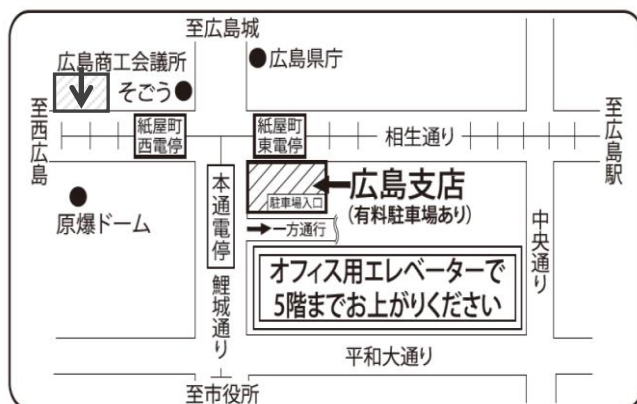 至広島城
広島商工会議所
広島県庁
そごう
至西広島
紙屋町
西電停
紙屋町
東電停
相生通り
至広島駅
原爆ドーム
本通電停
駐車場入口
広島支店
(有料駐車場あり)
一方通行
中央通り
オフィス用エレベーターで
5階までお上がりください
鯉城通り
平和大通り
至市役所